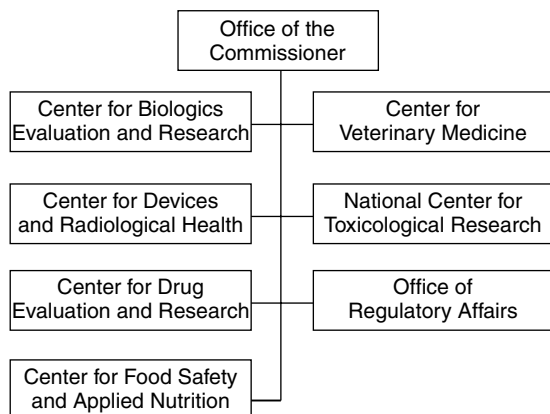 Office of the
Commissioner
Center for Biologics
Evaluation and Research
Center for
Veterinary Medicine
Center for Devices
and Radiological Health
National Center for
Toxicological Research
Center for Drug
Evaluation and Research
Office of
Regulatory Affairs
Center for Food Safety
and Applied Nutrition